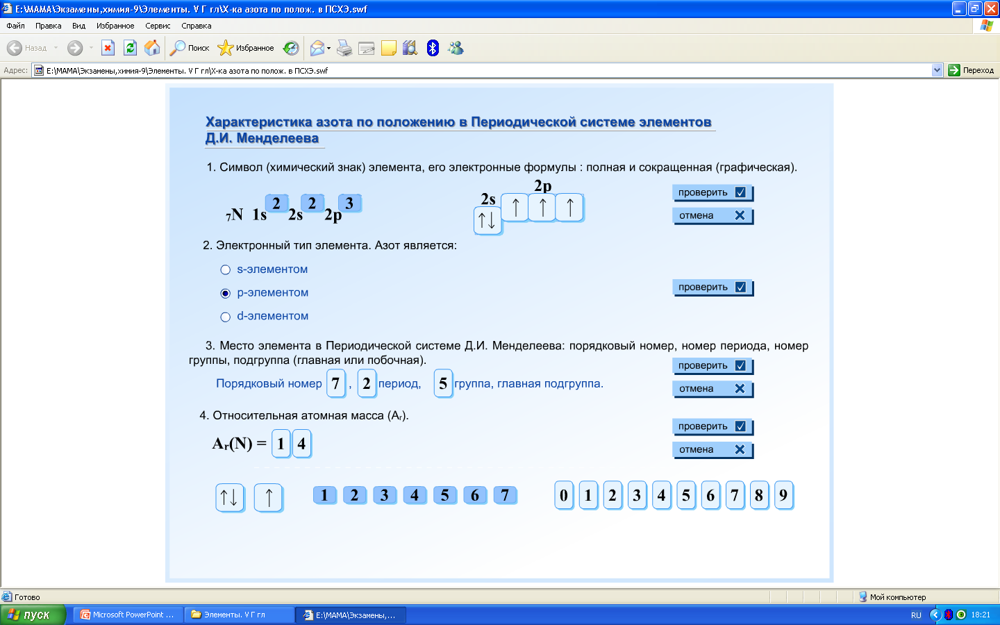 E:\МАМА\Экзамены,химия-9\Элементы. V Г гл\Х-ка азота по полож. в ПСХЭ.swf
Файл Правка Вид Избранное Сервис Справка
Назад Поиск Избранное
Адрес: E:\МАМА\Экзамены,химия-9\Элементы. V Г гл\Х-ка азота по полож. в ПСХЭ.swf Переход
Характеристика азота по положению в Периодической системе элементов
Д.И. Менделеева
1. Символ (химический знак) элемента, его электронные формулы : полная и сокращенная (графическая).
2p
проверить
2s
₇N 1s² 2s² 2p³
↑↓ ↑ ↑ ↑
отмена
2. Электронный тип элемента. Азот является:
s-элементом
p-элементом
проверить
d-элементом
3. Место элемента в Периодической системе Д.И. Менделеева: порядковый номер, номер периода, номер
группы, подгруппа (главная или побочная).
проверить
Порядковый номер 7 , 2 период, 5 группа, главная подгруппа.
отмена
4. Относительная атомная масса (Aᵣ).
проверить
Aᵣ(N) = 1 4
отмена
↑↓ ↑ 1 2 3 4 5 6 7 0 1 2 3 4 5 6 7 8 9
Готово Мой компьютер
пуск Microsoft PowerPoint ... Элементы. V Г гл E:\МАМА\Экзамены,... RU 18:21